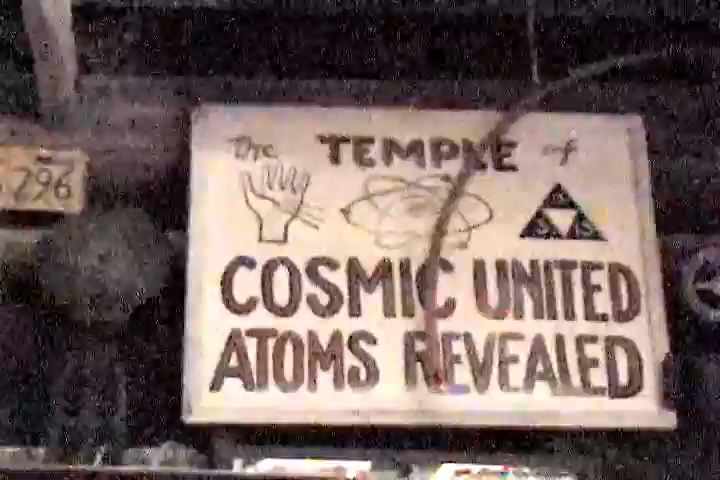 296
The TEMPLE of
COSMIC UNITED
ATOMS REVEALED